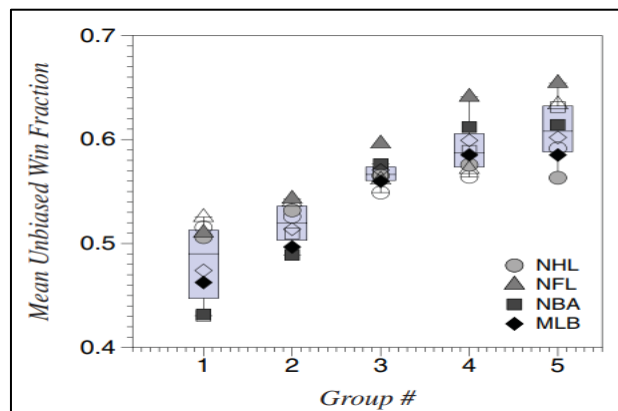 0.7
0.6
0.5
0.4
Mean Unbiased Win Fraction
1 2 3 4 5
Group #
NHL
NFL
NBA
MLB